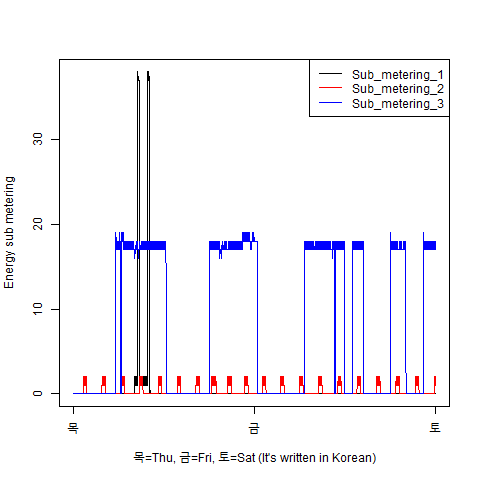 Sub_metering_1
Sub_metering_2
Sub_metering_3
Energy sub metering
30
20
10
0
목 금 토
목=Thu, 금=Fri, 토=Sat (It's written in Korean)